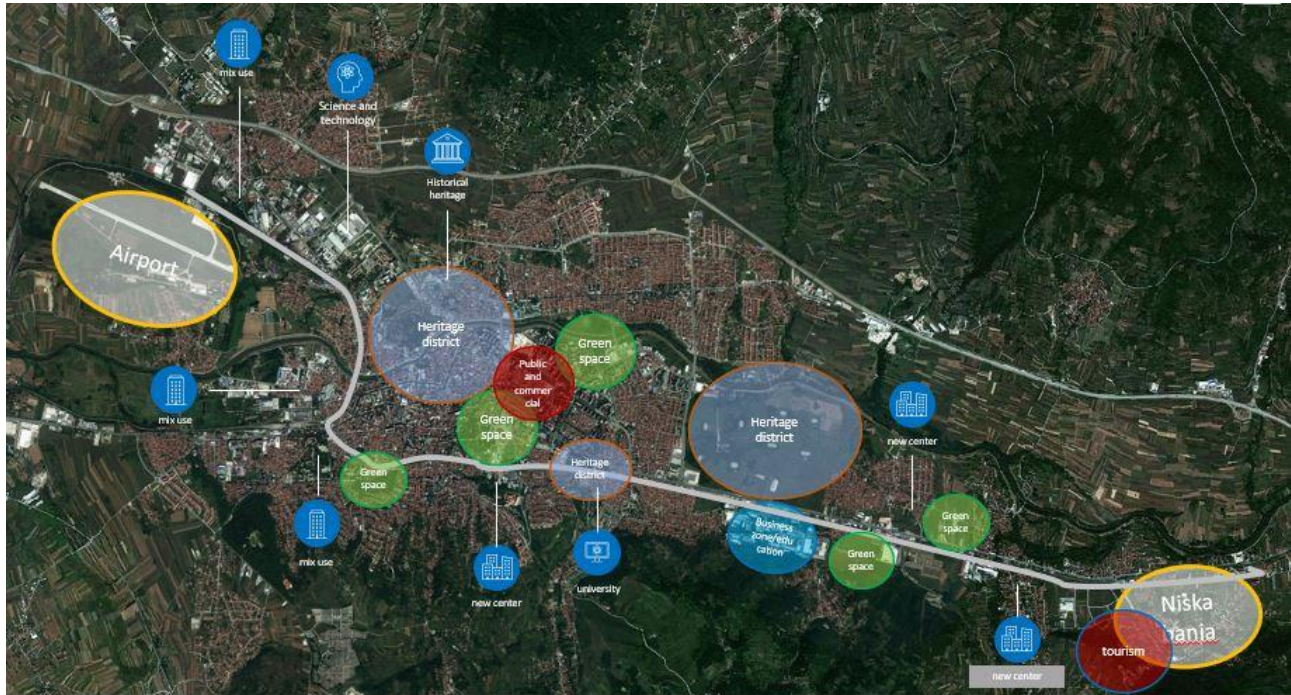 mix use
Science and
technology
Historical
heritage
Airport
Heritage
district
Green
space
Public
and
commer
cial
Green
space
mix use
Heritage
district
new center
Green
space
Heritage
district
mix use
new center
university
Business
zone/edu
cation
Green
space
Green
space
Niška
bania
tourism
new center